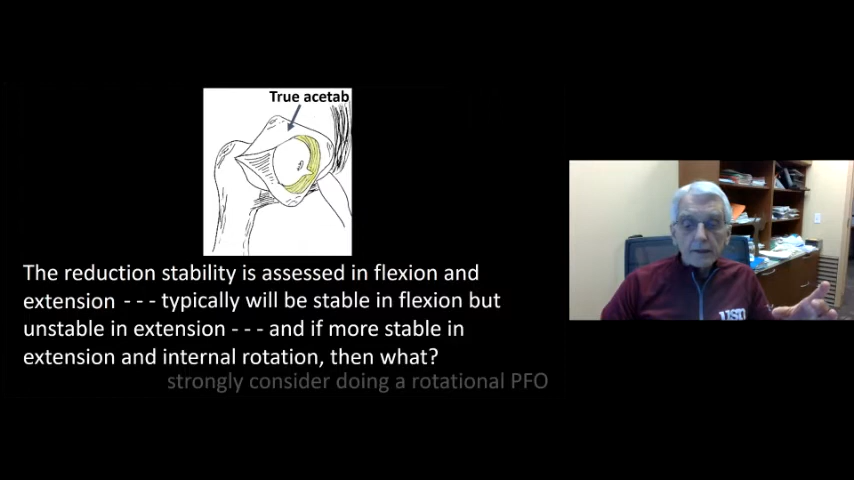 True acetab
The reduction stability is assessed in flexion and
extension - - - typically will be stable in flexion but
unstable in extension - - - and if more stable in
extension and internal rotation, then what?
strongly consider doing a rotational PFO